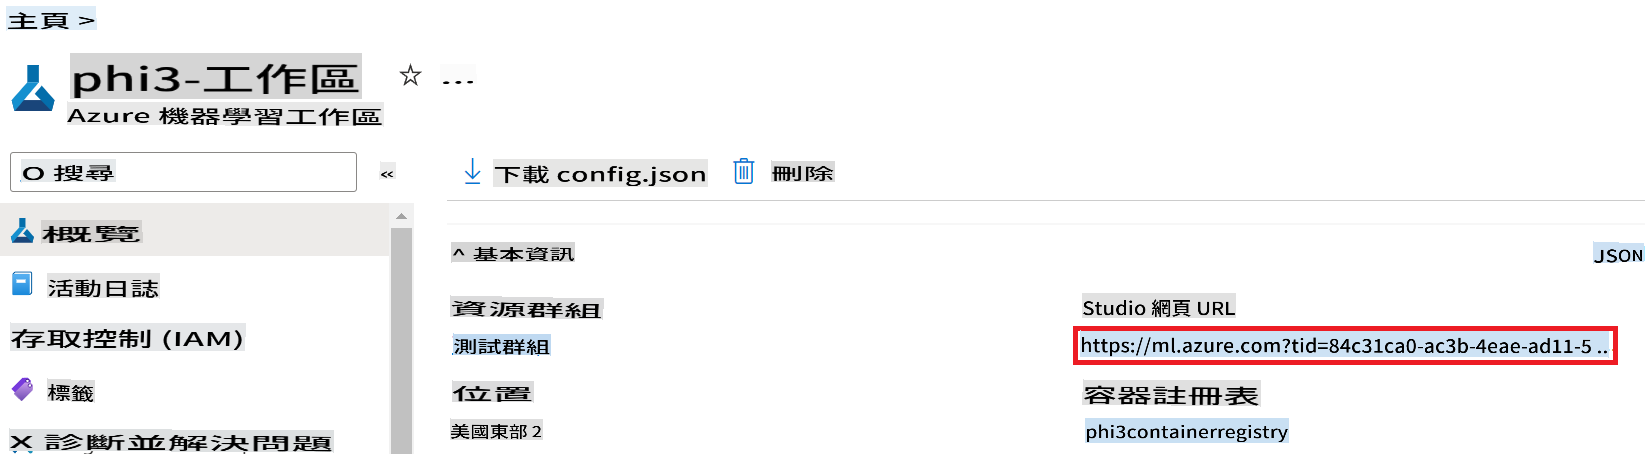 主頁 >
phi3-工作區
...
Azure 機器學習工作區
搜尋
«
下載 config.json
刪除
概覽
活動日誌
存取控制 (IAM)
標籤
診斷並解決問題
^ 基本資訊
JSON
資源群組
測試群組
位置
美國東部 2
Studio 網頁 URL
https://ml.azure.com?tid=84c31ca0-ac3b-4eae-ad11-5 ..
容器註冊表
phi3containerregistry